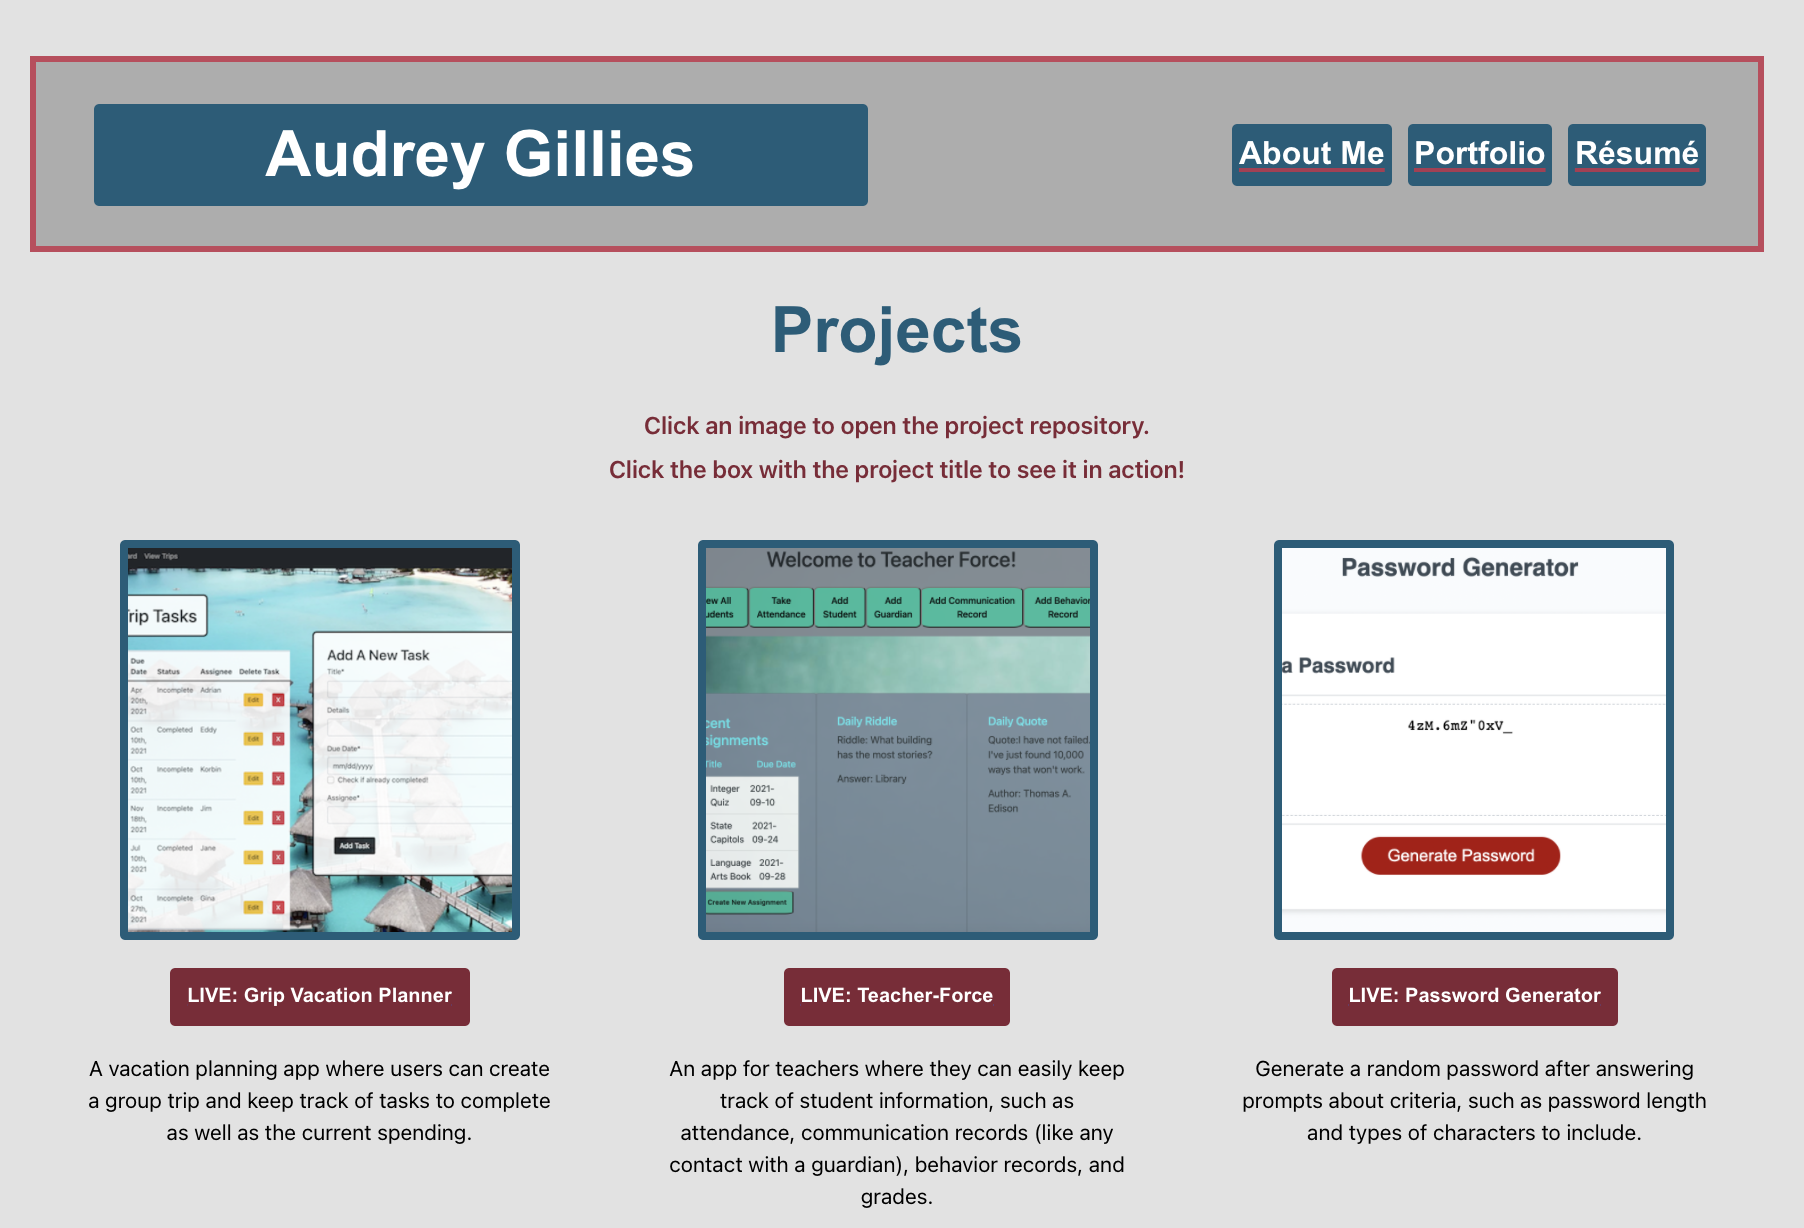 Audrey Gillies
About Me Portfolio Résumé
Projects
Click an image to open the project repository.
Click the box with the project title to see it in action!
View Trips
rip Tasks
Add A New Task
Title*
Details
Due Date*
mm/dd/yyyy
Check if already completed!
Assignee*
Add Task
Due
Date Status Assignee Delete Task
Apr Incomplete Adrian
20th, Edit X
2021
Oct Completed Eddy
10th, Edit X
2021
Oct Incomplete Korbin
10th, Edit X
2021
Nov Incomplete Jim
18th, Edit X
2021
Jul Completed Jane
10th, Edit X
2021
Oct Incomplete Gina
27th, Edit X
2021
Welcome to Teacher Force!
ew All Take Add Add Add Communication Add Behavior
udents Attendance Student Guardian Record Record
cent
signments
Title Due Date
Integer 2021-
Quiz 09-10
State 2021-
Capitols 09-24
Language 2021-
Arts Book 09-28
Create New Assignment
Daily Riddle
Riddle: What building
has the most stories?
Answer: Library
Daily Quote
Quote:I have not failed.
I've just found 10,000
ways that won't work.
Author: Thomas A.
Edison
Password Generator
a Password
4zM.6mZ"0xV_
Generate Password
LIVE: Grip Vacation Planner
LIVE: Teacher-Force
LIVE: Password Generator
A vacation planning app where users can create
a group trip and keep track of tasks to complete
as well as the current spending.
An app for teachers where they can easily keep
track of student information, such as
attendance, communication records (like any
contact with a guardian), behavior records, and
grades.
Generate a random password after answering
prompts about criteria, such as password length
and types of characters to include.